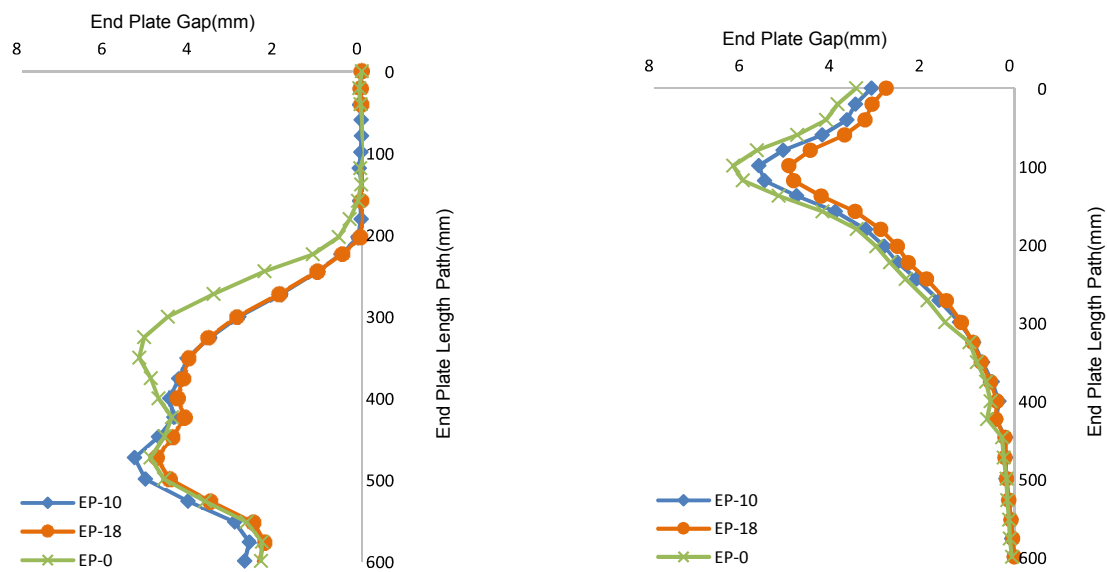 End Plate Gap(mm)
8 6 4 2 0
0
100
200
300
400
500
600
End Plate Length Path(mm)
EP-10
EP-18
EP-0
End Plate Gap(mm)
8 6 4 2 0
0
100
200
300
400
500
600
End Plate Length Path(mm)
EP-10
EP-18
EP-0